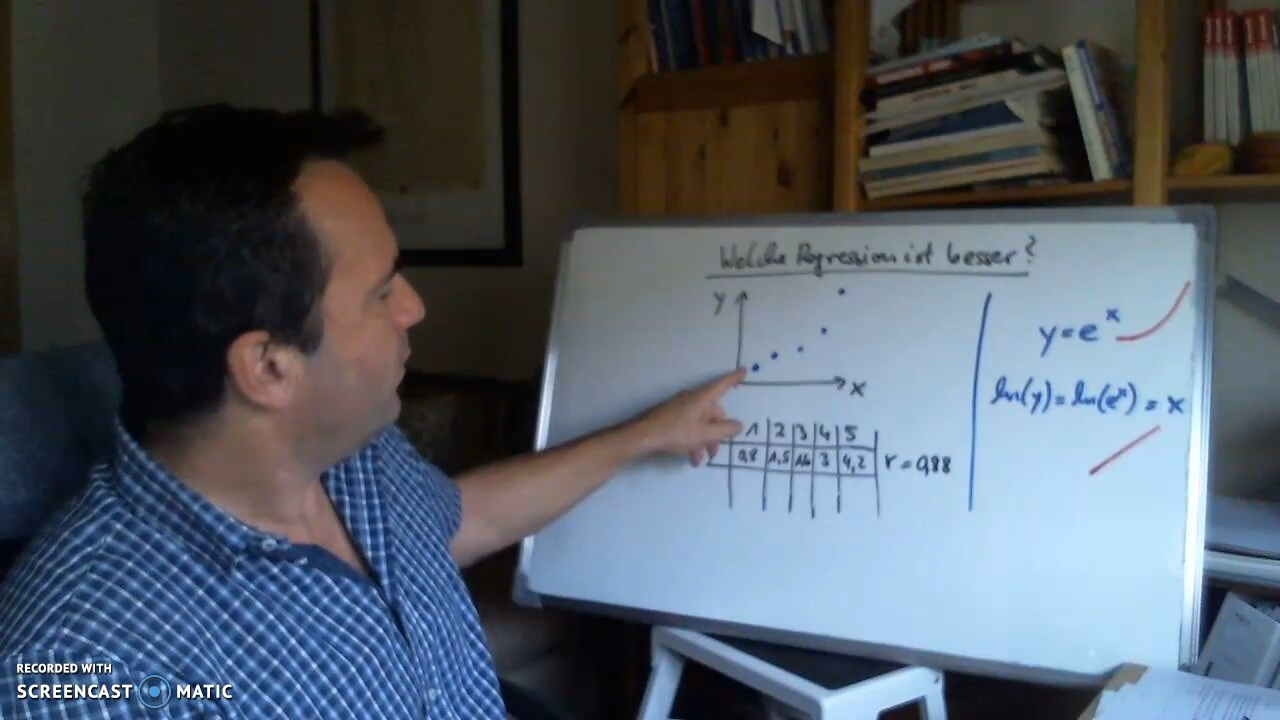 Welche Regression ist besser?
y
x
1 2 3 4 5
0,8 1,5 1,6 3 4,2 r = 0,88
y = e^x
ln(y) = ln(e^x) = x
RECORDED WITH
SCREENCAST MATIC